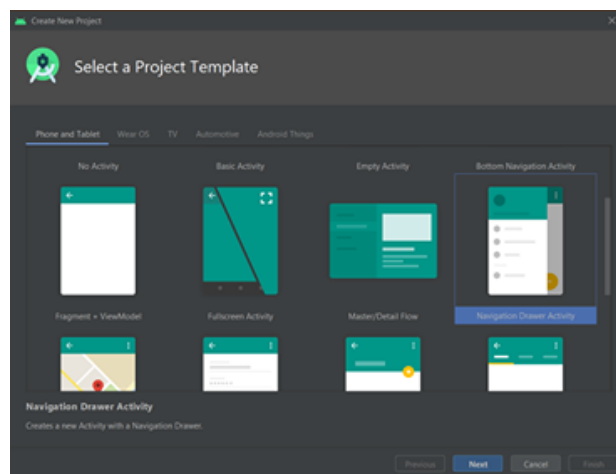 Create New Project
Select a Project Template
Phone and Tablet Wear OS TV Automotive Android Things
No Activity Basic Activity Empty Activity Bottom Navigation Activity
Fragment + ViewModel Fullscreen Activity Master/Detail Flow Navigation Drawer Activity
Navigation Drawer Activity
Creates a new Activity with a Navigation Drawer.
Previous Next Cancel Finish